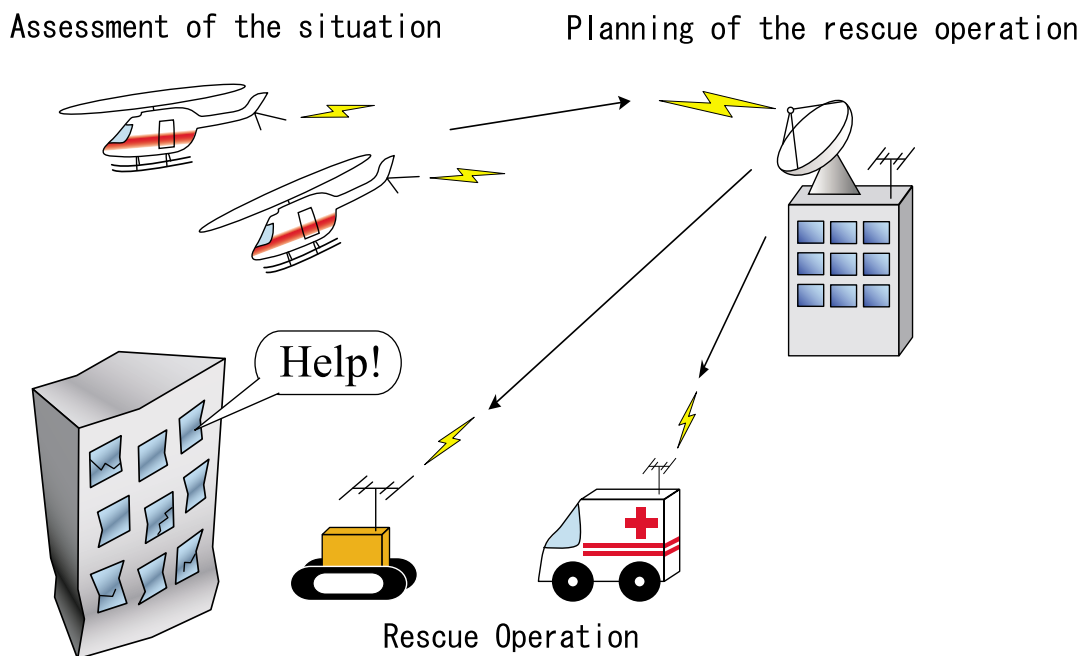 Assessment of the situation
Planning of the rescue operation
Help!
Rescue Operation